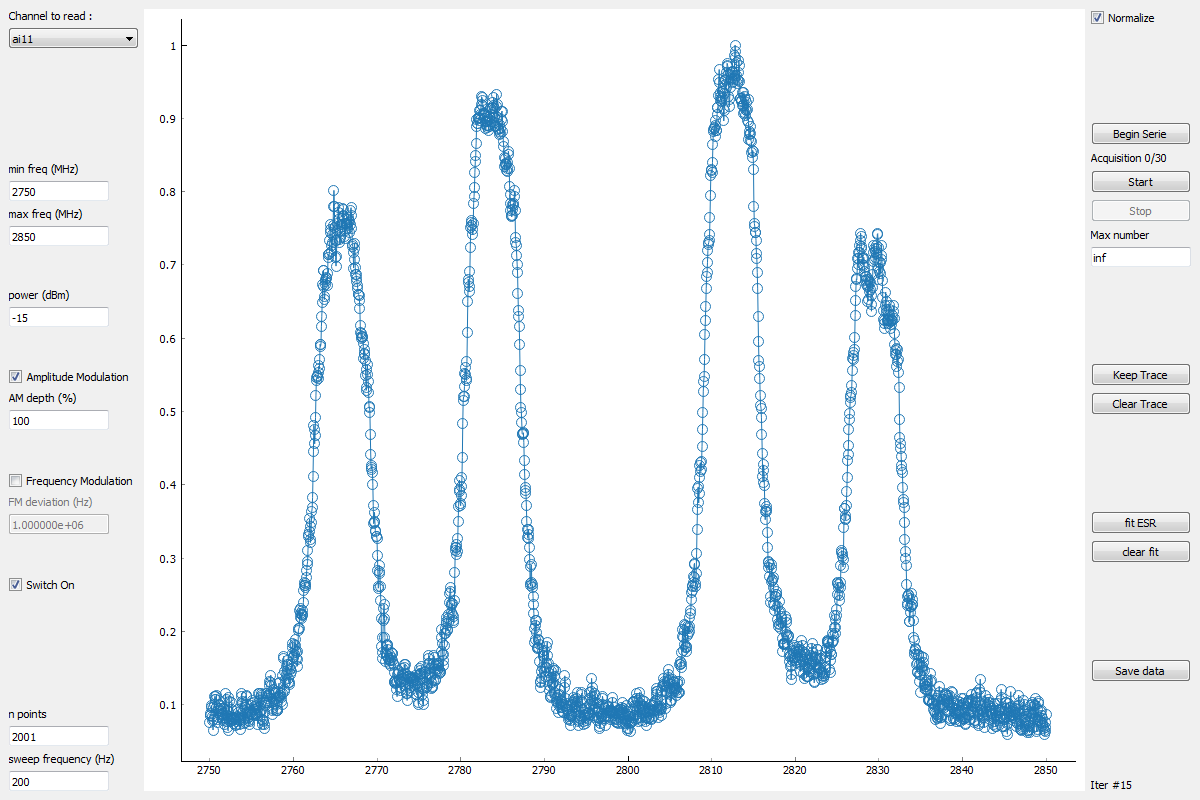 Channel to read :
ai11
min freq (MHz)
2750
max freq (MHz)
2850
power (dBm)
-15
Amplitude Modulation
AM depth (%)
100
Frequency Modulation
FM deviation (Hz)
1.000000e+06
Switch On
n points
2001
sweep frequency (Hz)
200
1
0.9
0.8
0.7
0.6
0.5
0.4
0.3
0.2
0.1
2750 2760 2770 2780 2790 2800 2810 2820 2830 2840 2850
Normalize
Begin Serie
Acquisition 0/30
Start
Stop
Max number
inf
Keep Trace
Clear Trace
fit ESR
clear fit
Save data
Iter #15